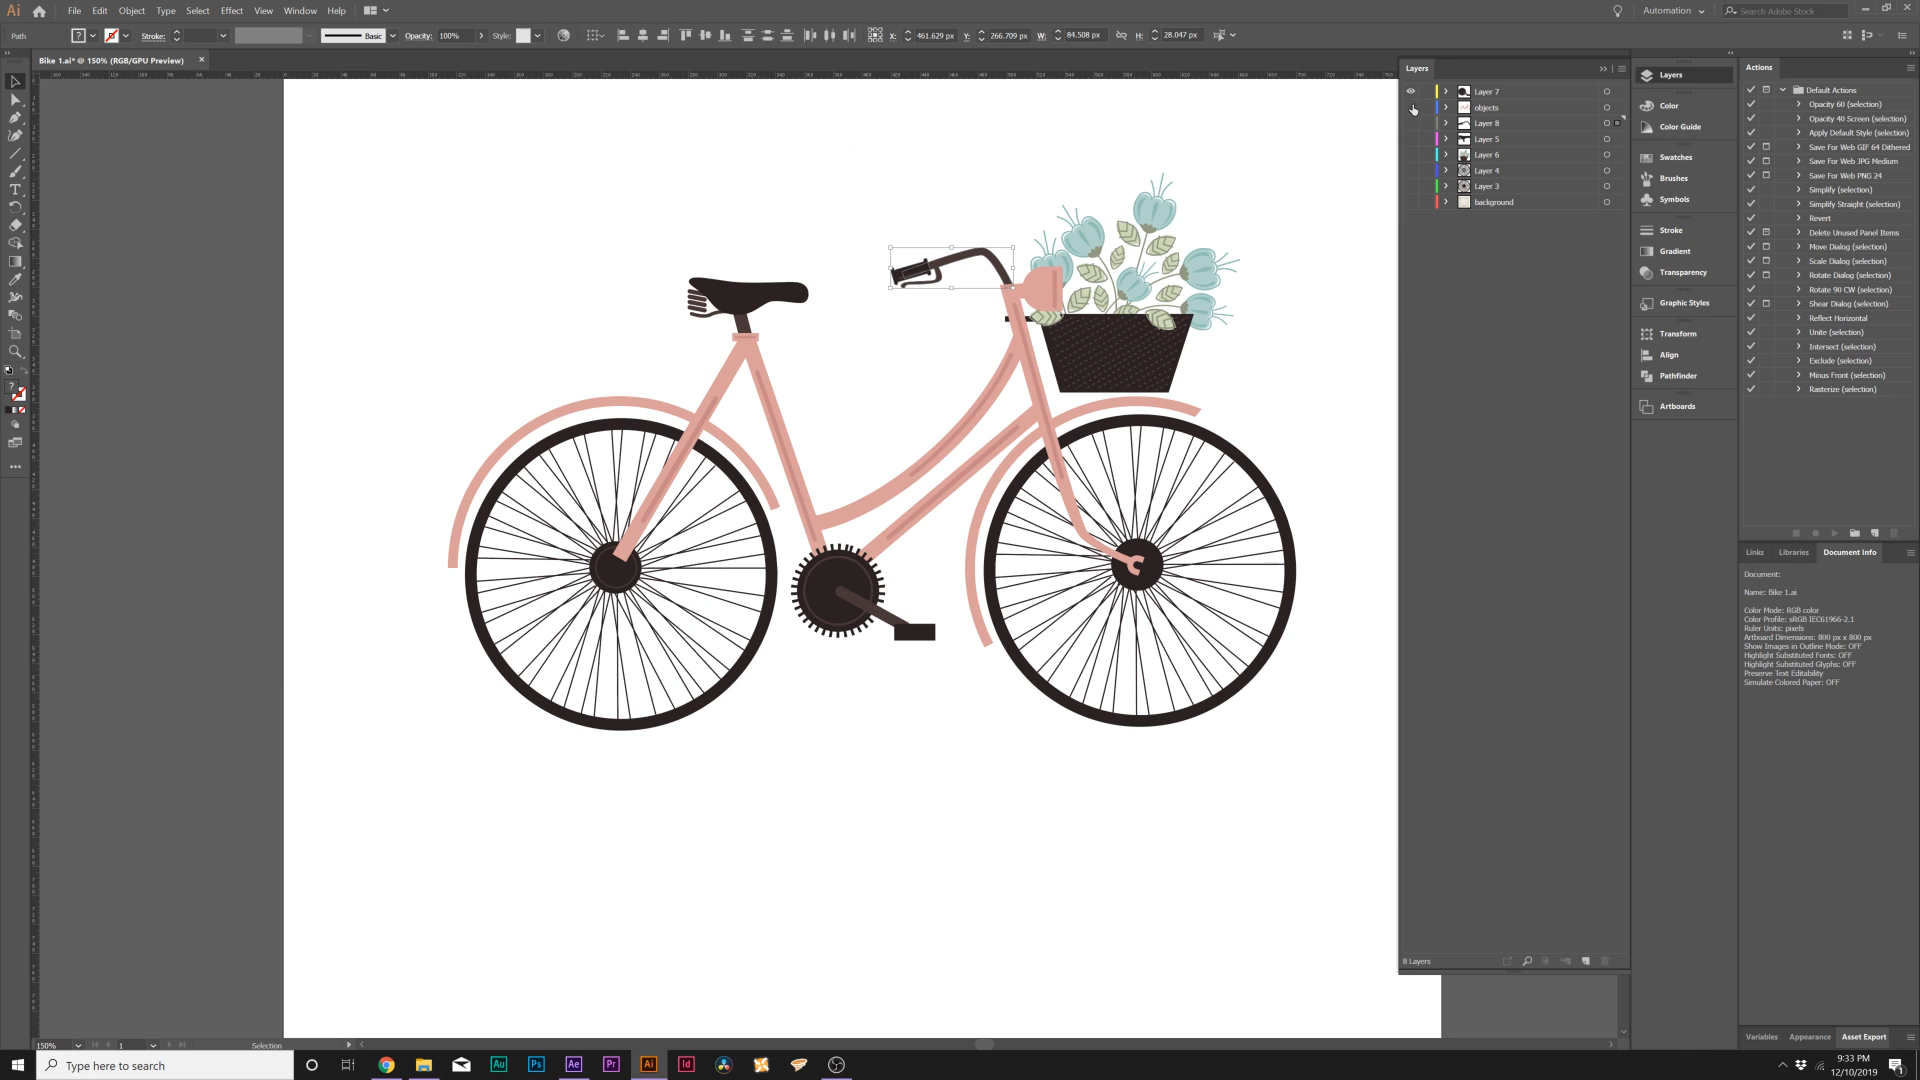 Ai File Edit Object Type Select Effect View Window Help Automation Search Adobe Stock
Path Stroke: Basic Opacity: 100% Style: X: 461.629 px Y: 266.709 px W: 84.508 px H: 28.047 px
Bike 1.ai* @ 150% (RGB/GPU Preview)
Layers
Layer 7
objects
Layer 8
Layer 5
Layer 6
Layer 4
Layer 3
background
8 Layers
Layers
Color
Color Guide
Swatches
Brushes
Symbols
Stroke
Gradient
Transparency
Graphic Styles
Transform
Align
Pathfinder
Artboards
Actions
Default Actions
Opacity 60 (selection)
Opacity 40 Screen (selection)
Apply Default Style (selection)
Save For Web GIF 64 Dithered
Save For Web JPG Medium
Save For Web PNG 24
Simplify (selection)
Simplify Straight (selection)
Revert
Delete Unused Panel Items
Move Dialog (selection)
Scale Dialog (selection)
Rotate Dialog (selection)
Rotate 90 CW (selection)
Shear Dialog (selection)
Reflect Horizontal
Unite (selection)
Intersect (selection)
Exclude (selection)
Minus Front (selection)
Rasterize (selection)
Links Libraries Document Info
Document:
Name: Bike 1.ai
Color Mode: RGB color
Color Profile: sRGB IEC61966-2.1
Ruler Units: pixels
Artboard Dimensions: 800 px x 800 px
Show Images in Outline Mode: OFF
Highlight Substituted Fonts: OFF
Highlight Substituted Glyphs: OFF
Preserve Text Editability
Simulate Colored Paper: OFF
Variables Appearance Asset Export
150% 1 Selection
Type here to search
Au Ps Ae Pr Ai Id
9:33 PM
12/10/2019